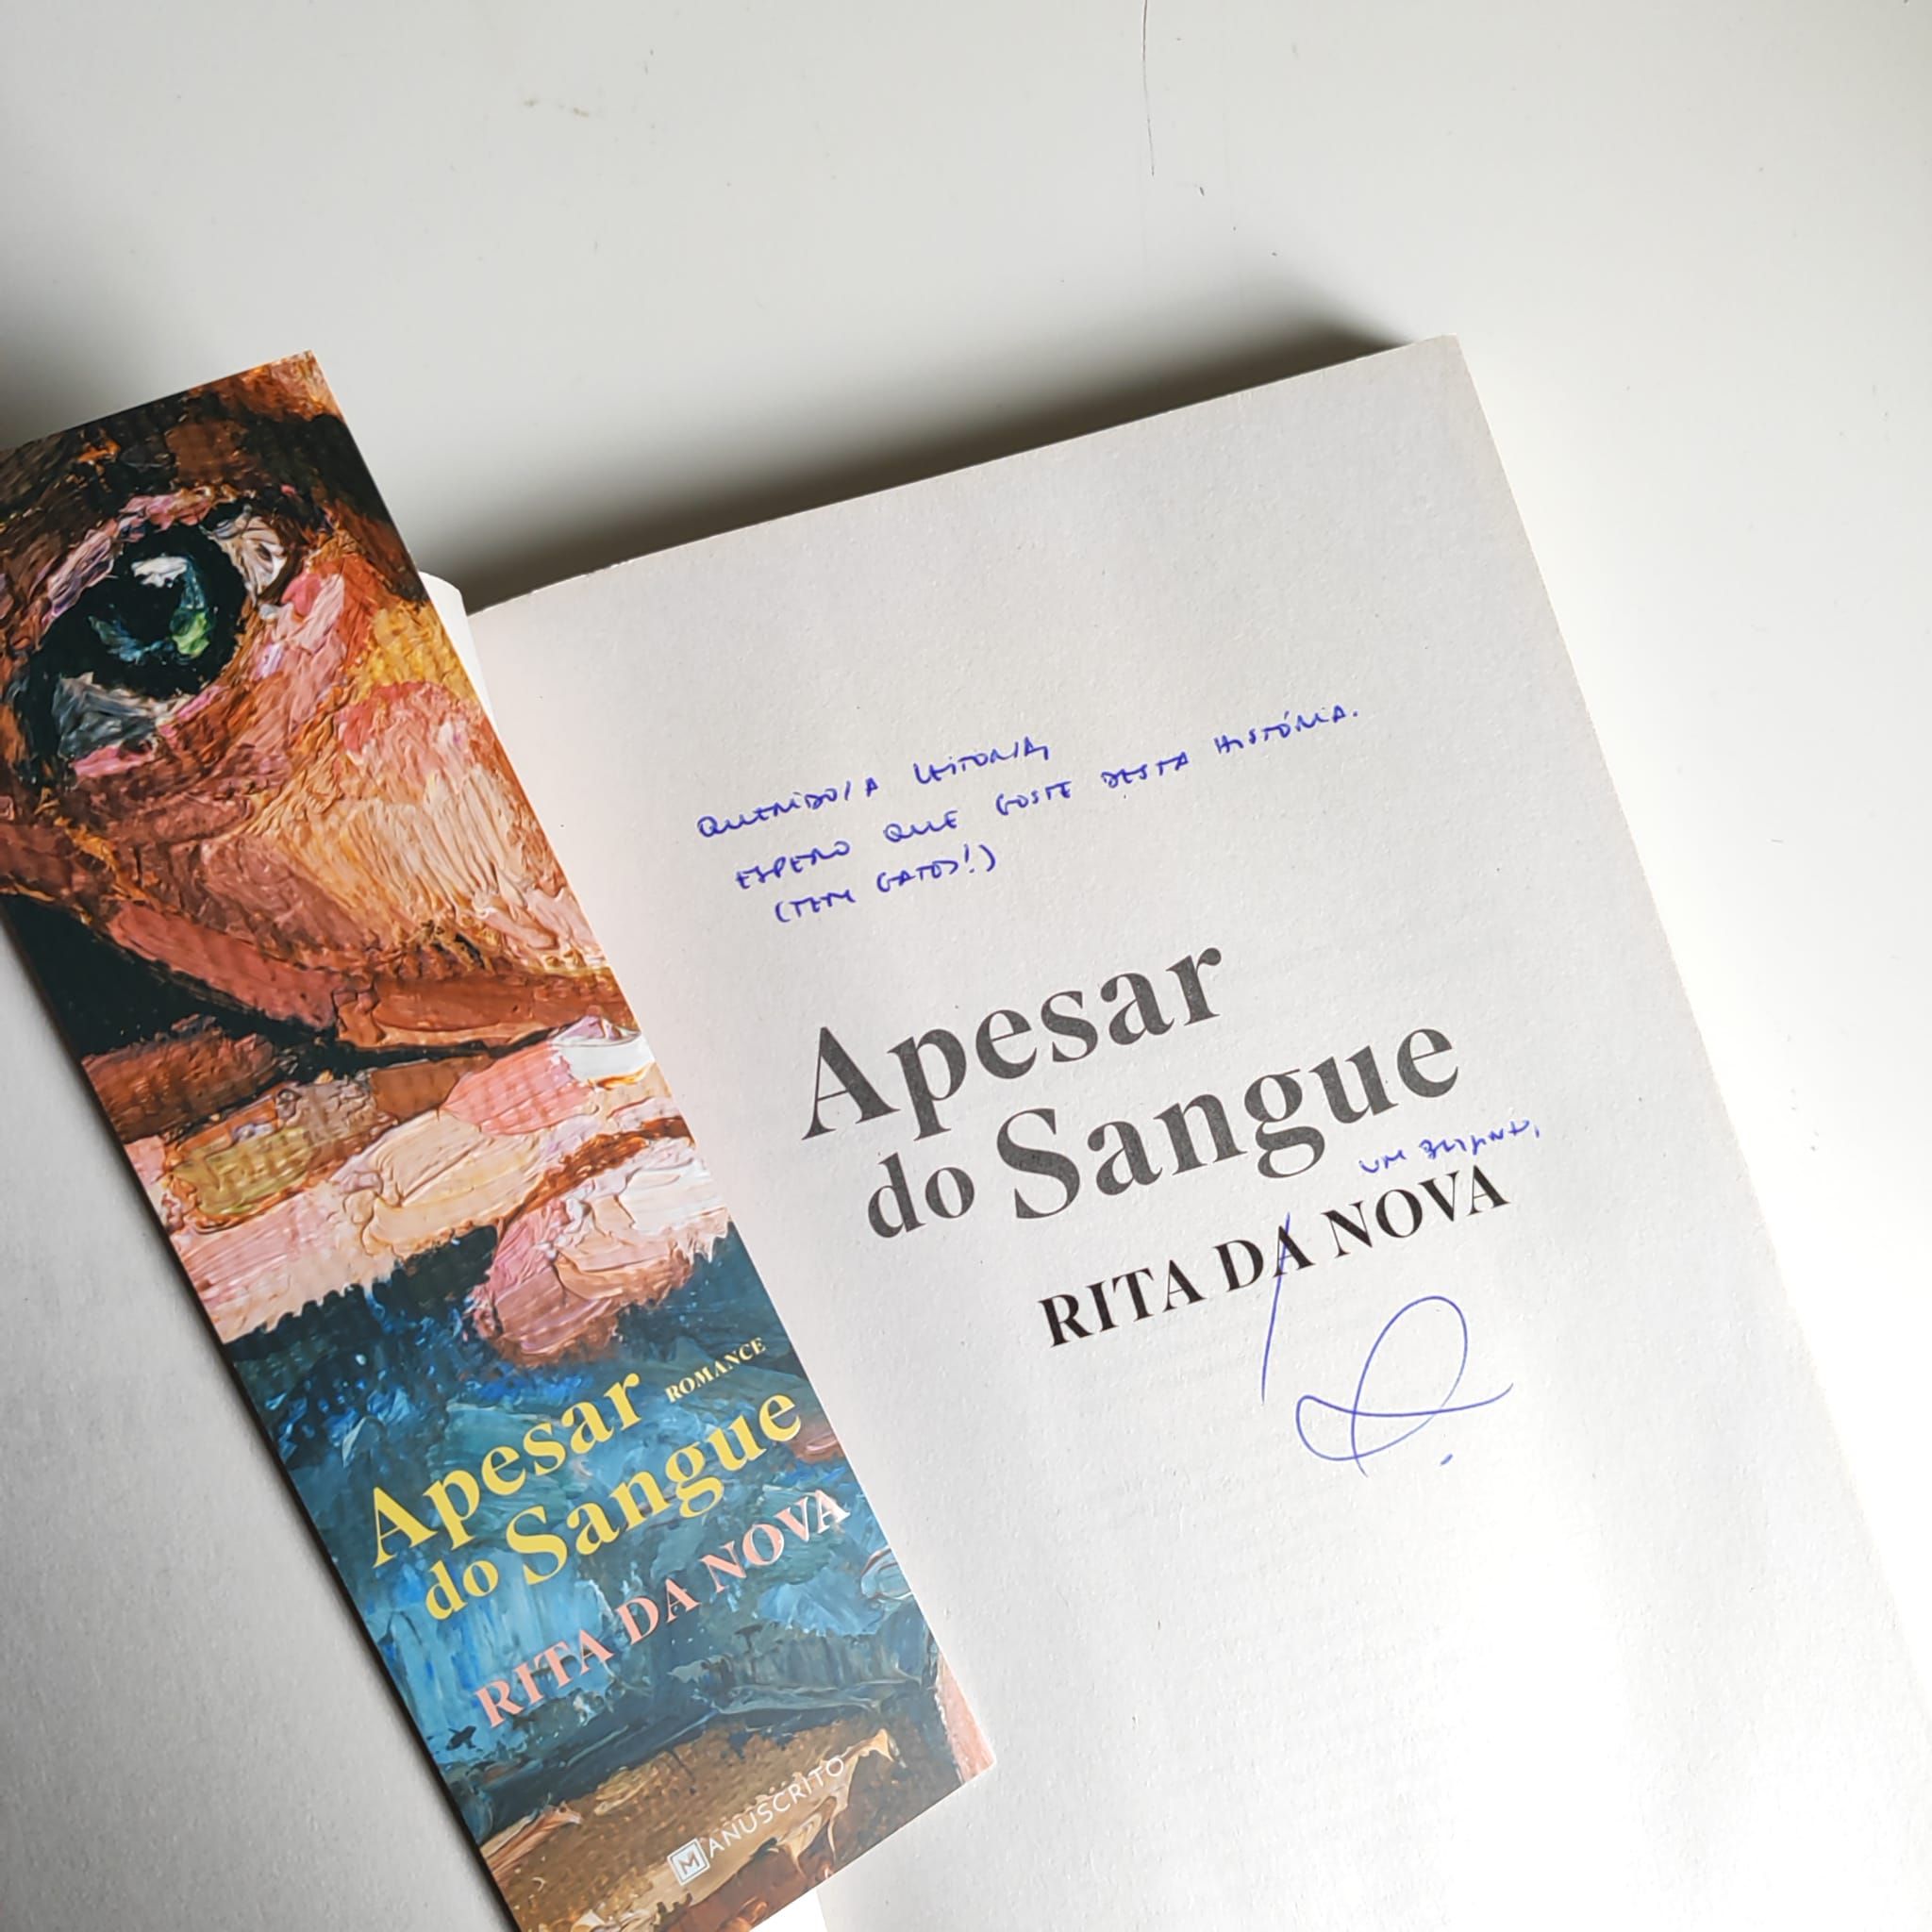 QUERIDO/A LEITOR/A,
ESPERO QUE GOSTE DESTA HISTÓRIA.
(TEM GATOS!)
Apesar
do Sangue
UM BEIJINHO,
RITA DA NOVA
ROMANCE
Apesar
do Sangue
RITA DA NOVA
MANUSCRITO